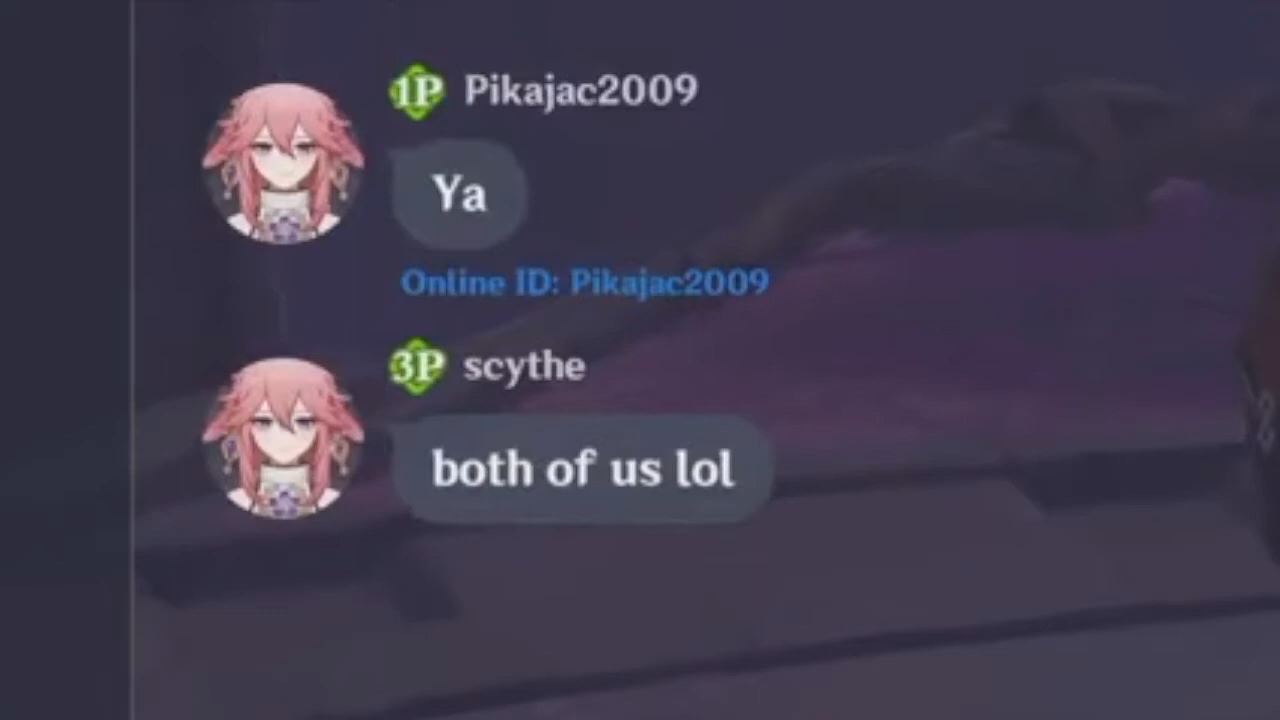 1P Pikajac2009
Ya
Online ID: Pikajac2009
3P scythe
both of us lol